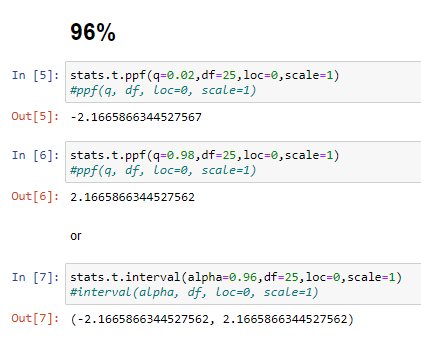 96%
In [5]: stats.t.ppf(q=0.02,df=25,loc=0,scale=1)
#ppf(q, df, loc=0, scale=1)
Out[5]: -2.1665866344527567
In [6]: stats.t.ppf(q=0.98,df=25,loc=0,scale=1)
#ppf(q, df, loc=0, scale=1)
Out[6]: 2.1665866344527562
or
In [7]: stats.t.interval(alpha=0.96,df=25,loc=0,scale=1)
#interval(alpha, df, loc=0, scale=1)
Out[7]: (-2.1665866344527562, 2.1665866344527562)